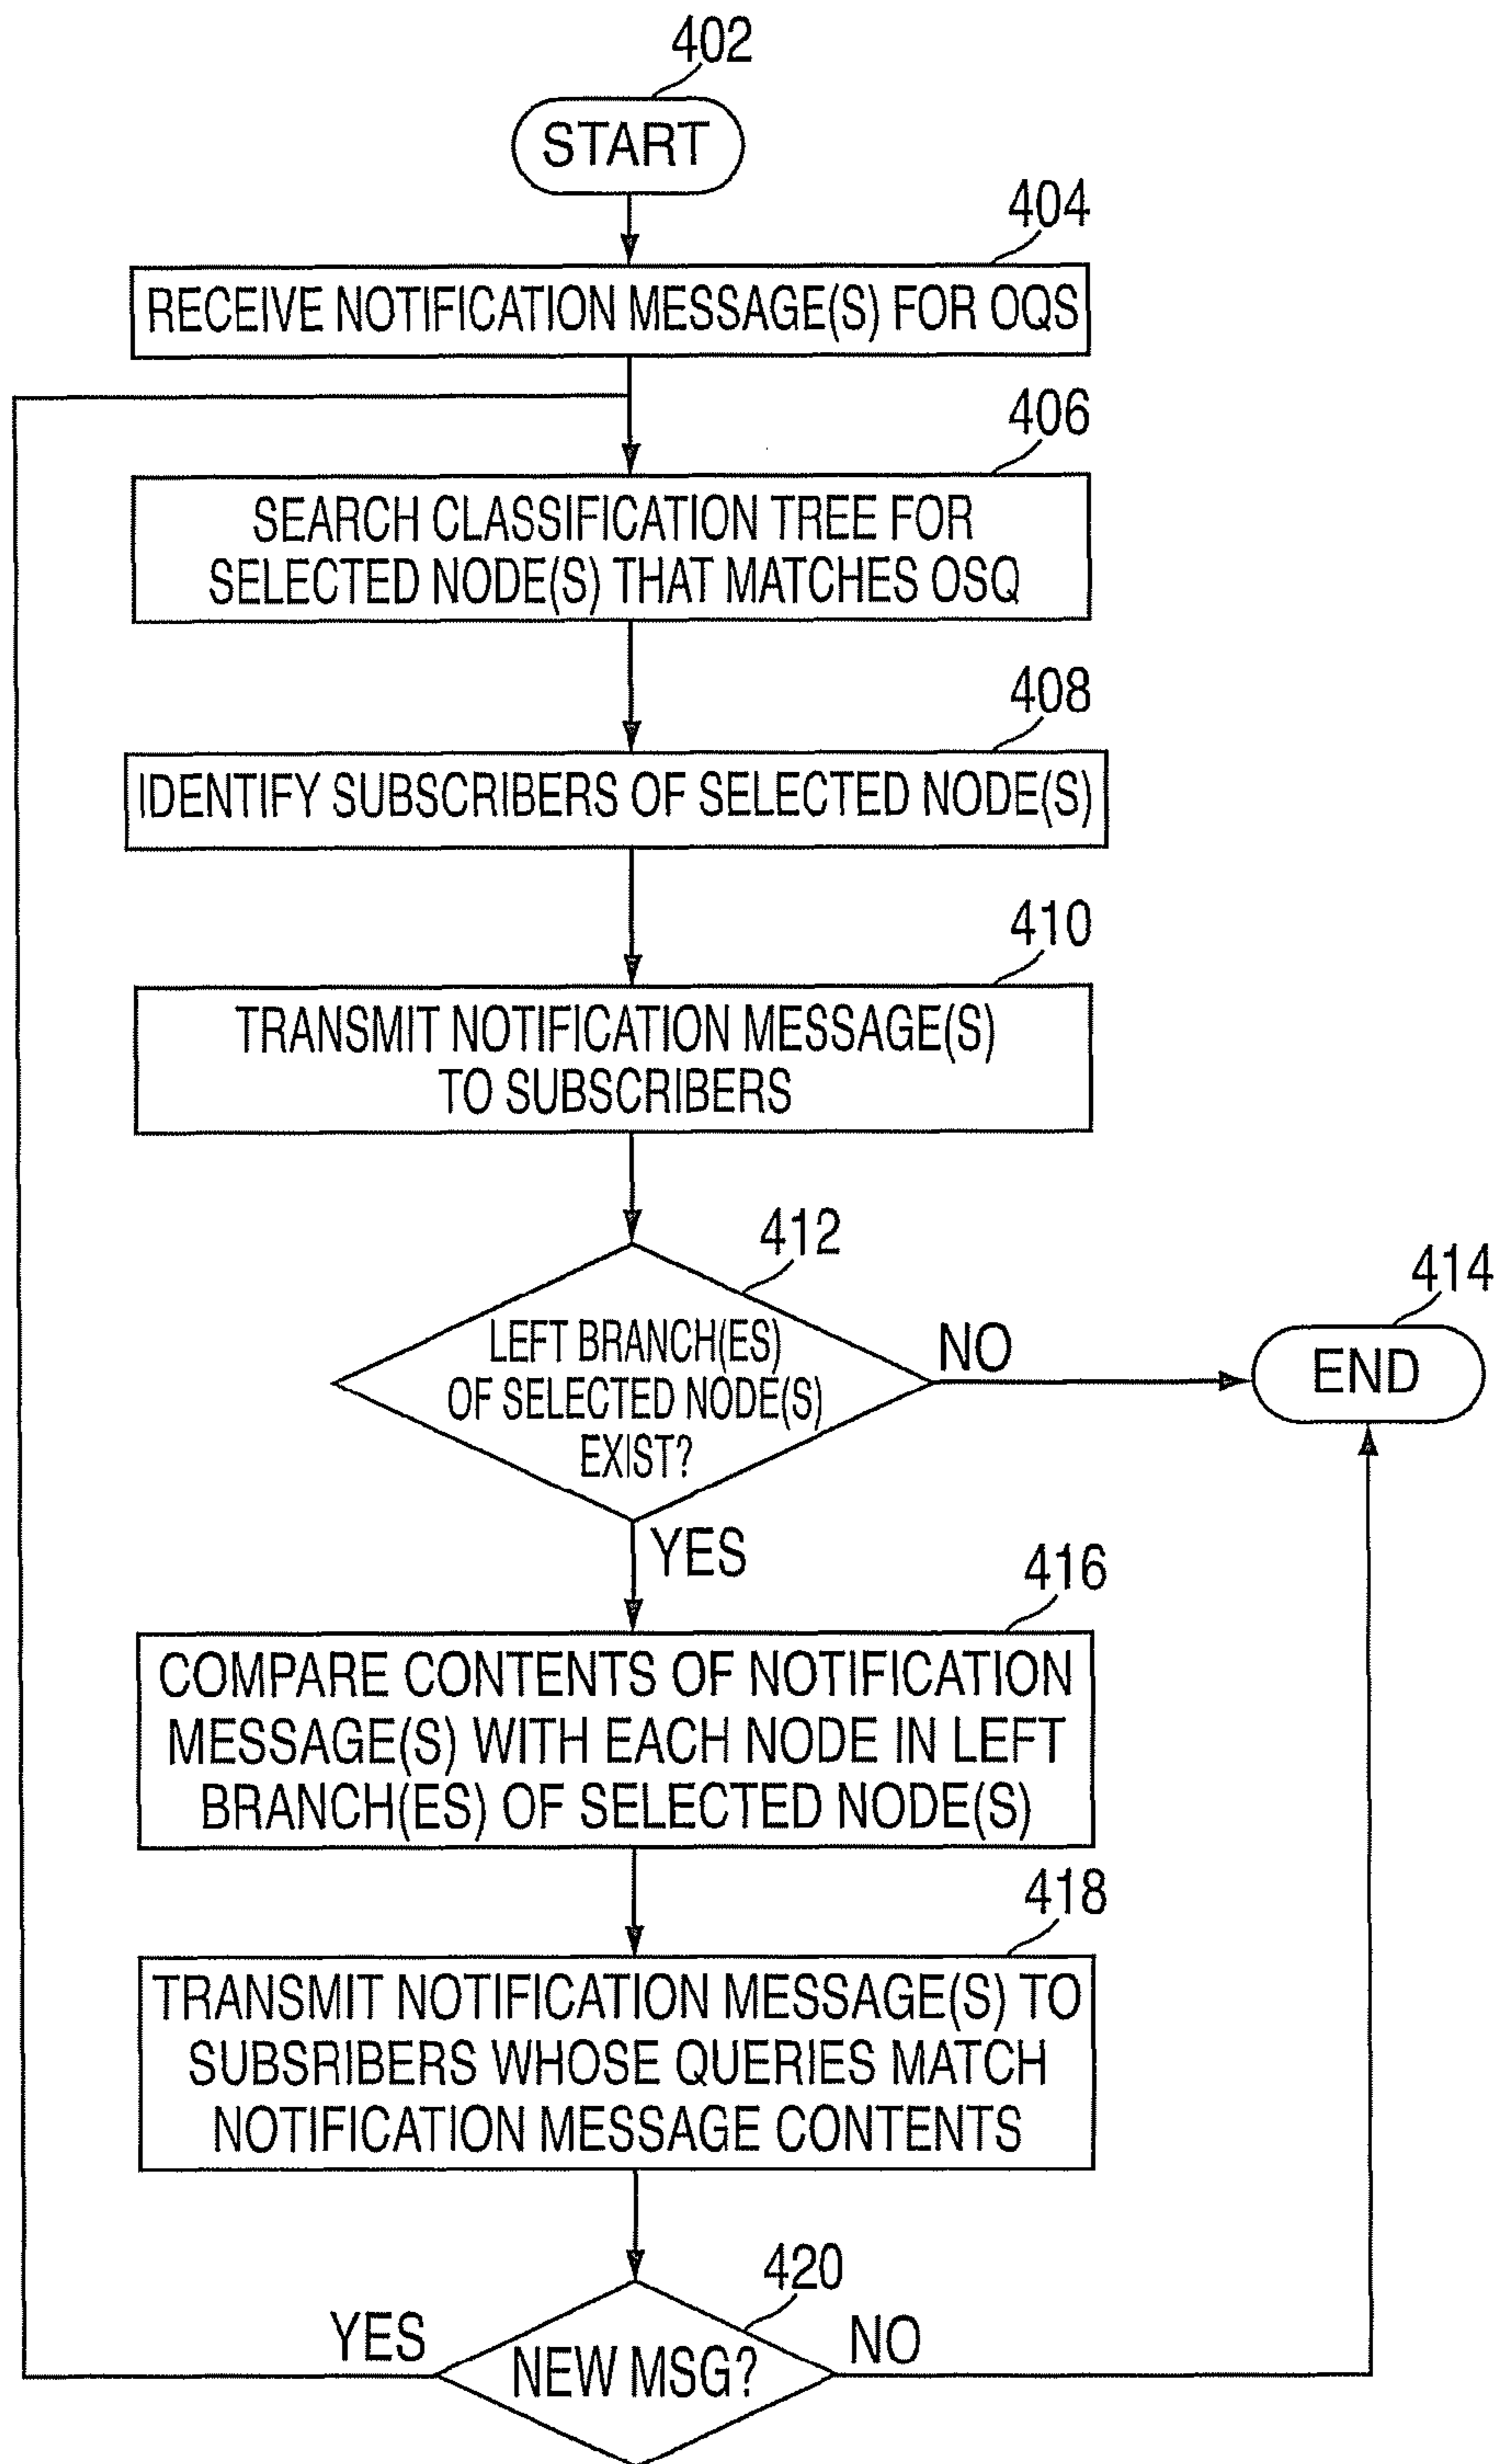 402
START
404
RECEIVE NOTIFICATION MESSAGE(S) FOR OQS
406
SEARCH CLASSIFICATION TREE FOR
SELECTED NODE(S) THAT MATCHES OSQ
408
IDENTIFY SUBSCRIBERS OF SELECTED NODE(S)
410
TRANSMIT NOTIFICATION MESSAGE(S)
TO SUBSCRIBERS
412
LEFT BRANCH(ES)
OF SELECTED NODE(S)
EXIST?
NO
414
END
YES
416
COMPARE CONTENTS OF NOTIFICATION
MESSAGE(S) WITH EACH NODE IN LEFT
BRANCH(ES) OF SELECTED NODE(S)
418
TRANSMIT NOTIFICATION MESSAGE(S) TO
SUBSRIBERS WHOSE QUERIES MATCH
NOTIFICATION MESSAGE CONTENTS
420
YES
NEW MSG?
NO